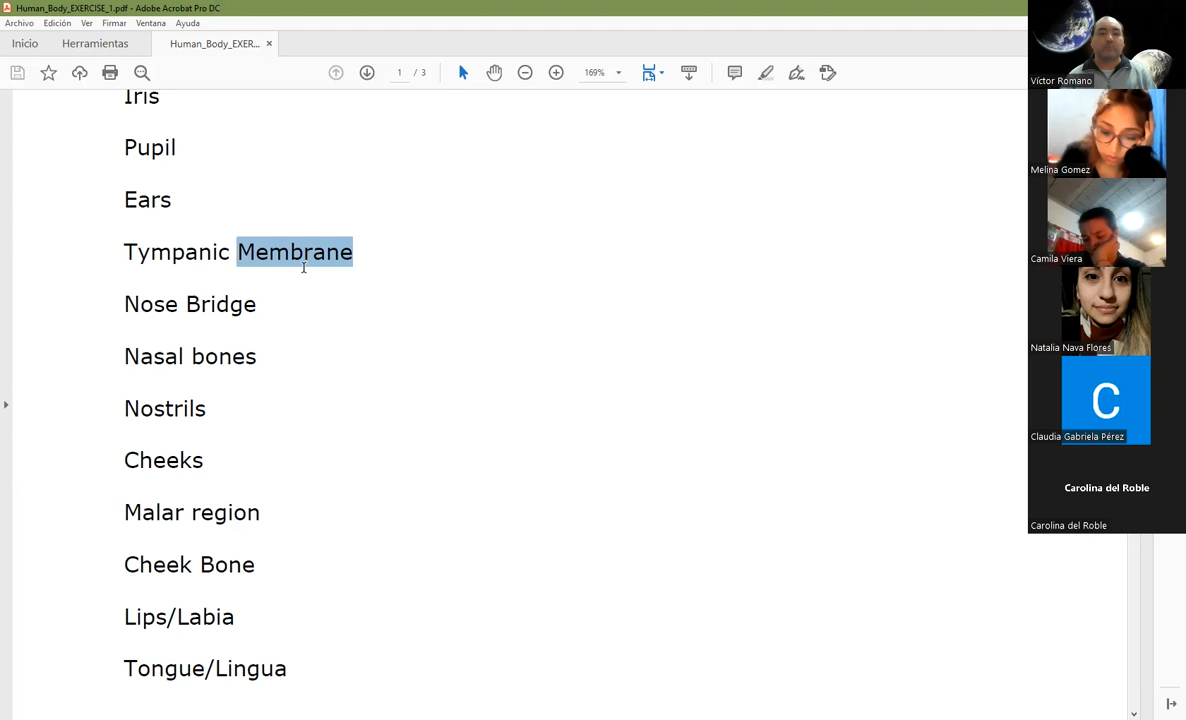 Human_Body_EXERCISE_1.pdf - Adobe Acrobat Pro DC
Archivo Edición Ver Firmar Ventana Ayuda
Inicio Herramientas Human_Body_EXER... ×
1 / 3 169%
Iris
Pupil
Ears
Tympanic Membrane
Nose Bridge
Nasal bones
Nostrils
Cheeks
Malar region
Cheek Bone
Lips/Labia
Tongue/Lingua
Víctor Romano
Melina Gomez
Camila Viera
Natalia Nava Flores
C
Claudia Gabriela Pérez
Carolina del Roble
Carolina del Roble